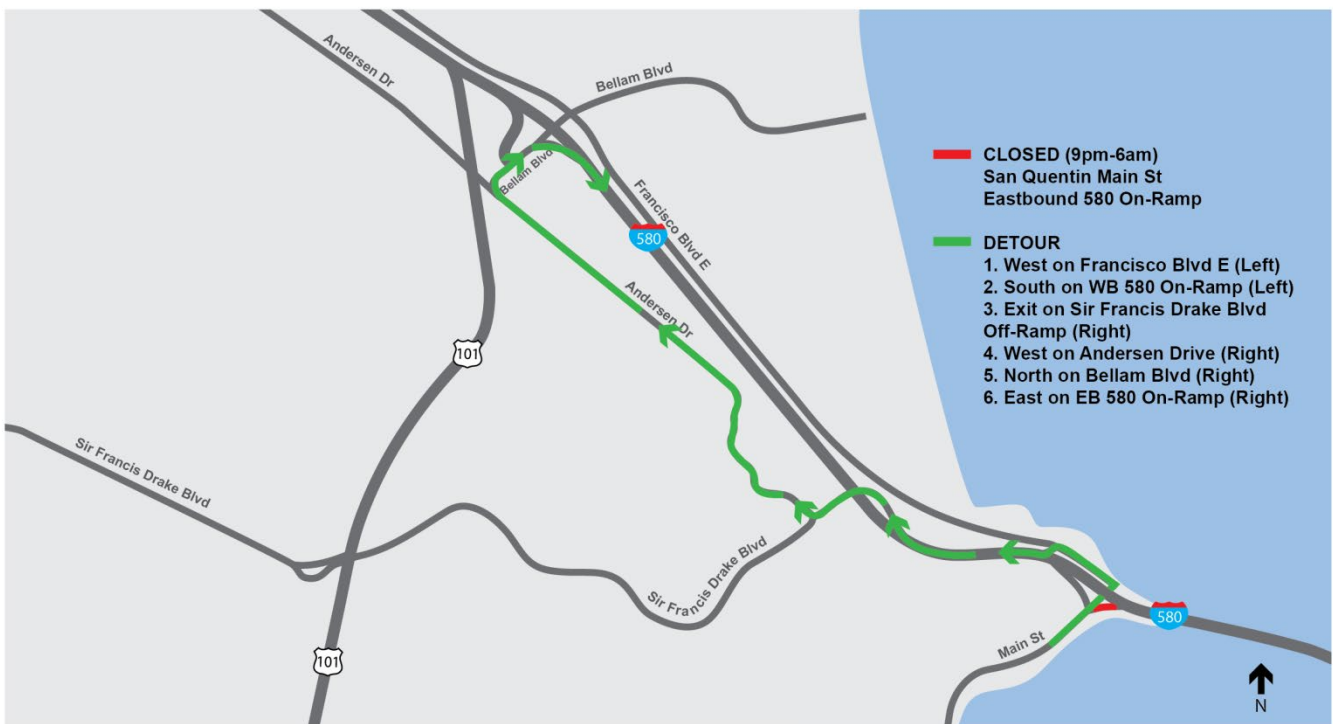 Andersen Dr
Bellam Blvd
Bellam Blvd
CLOSED (9pm-6am)
San Quentin Main St
Eastbound 580 On-Ramp
Francisco Blvd E
580
DETOUR
1. West on Francisco Blvd E (Left)
2. South on WB 580 On-Ramp (Left)
3. Exit on Sir Francis Drake Blvd
Off-Ramp (Right)
4. West on Andersen Drive (Right)
5. North on Bellam Blvd (Right)
6. East on EB 580 On-Ramp (Right)
Andersen Dr
101
Sir Francis Drake Blvd
Sir Francis Drake Blvd
Main St
580
101
N